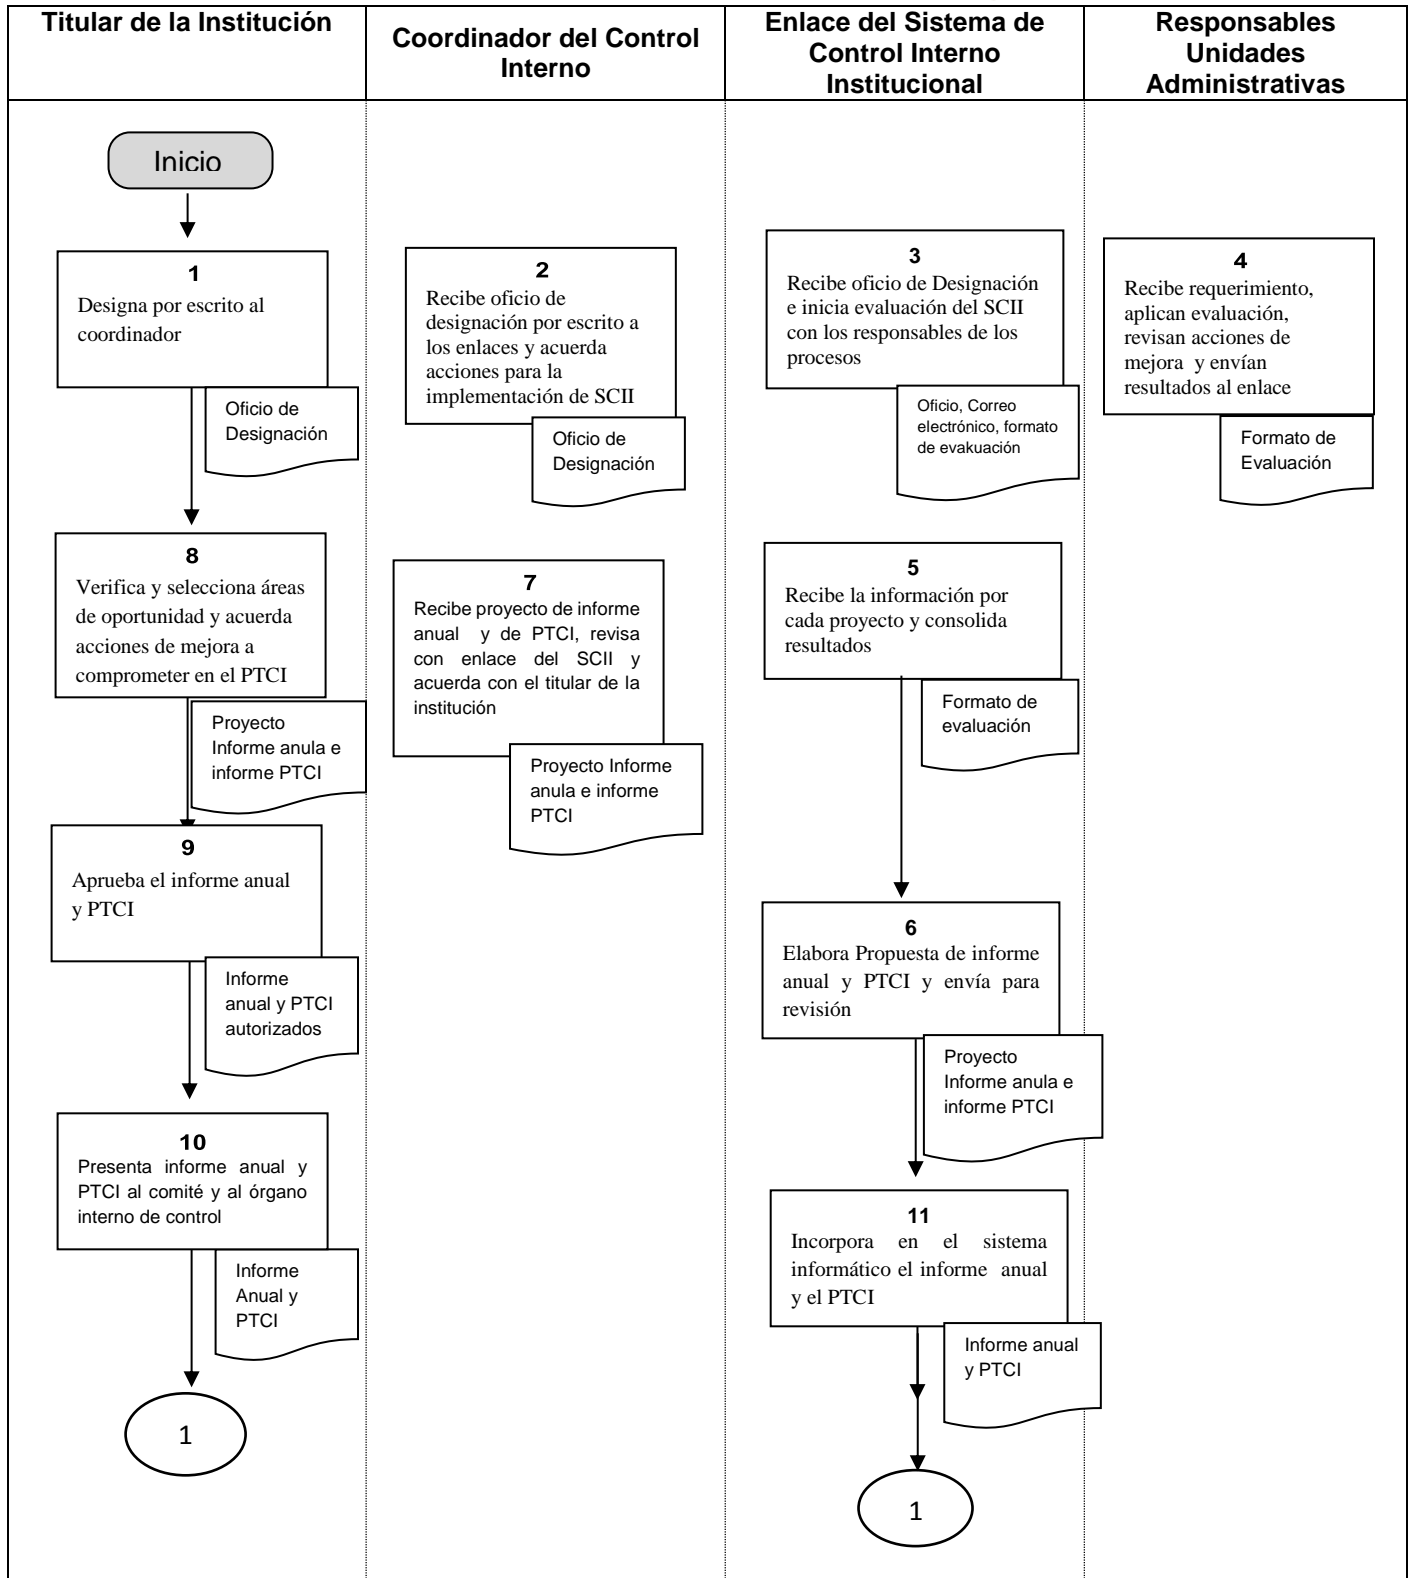 Titular de la Institución
Coordinador del Control
Interno
Enlace del Sistema de
Control Interno
Institucional
Responsables
Unidades
Administrativas
Inicio
1
Designa por escrito al
coordinador
Oficio de
Designación
2
Recibe oficio de
designación por escrito a
los enlaces y acuerda
acciones para la
implementación de SCII
Oficio de
Designación
3
Recibe oficio de Designación
e inicia evaluación del SCII
con los responsables de los
procesos
Oficio, Correo
electrónico, formato
de evakuación
4
Recibe requerimiento,
aplican evaluación,
revisan acciones de
mejora y envían
resultados al enlace
Formato de
Evaluación
8
Verifica y selecciona áreas
de oportunidad y acuerda
acciones de mejora a
comprometer en el PTCI
Proyecto
Informe anula e
informe PTCI
7
Recibe proyecto de informe
anual y de PTCI, revisa
con enlace del SCII y
acuerda con el titular de la
institución
Proyecto Informe
anula e informe
PTCI
5
Recibe la información por
cada proyecto y consolida
resultados
Formato de
evaluación
9
Aprueba el informe anual
y PTCI
Informe
anual y PTCI
autorizados
6
Elabora Propuesta de informe
anual y PTCI y envía para
revisión
Proyecto
Informe anula e
informe PTCI
10
Presenta informe anual y
PTCI al comité y al órgano
interno de control
Informe
Anual y
PTCI
11
Incorpora en el sistema
informático el informe anual
y el PTCI
Informe anual
y PTCI
1
1